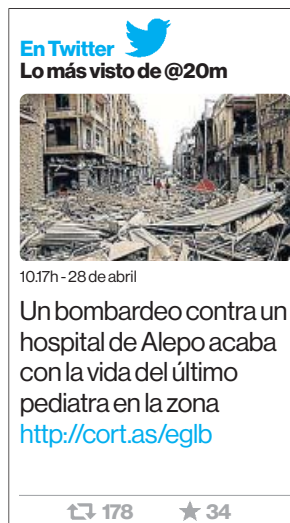 En Twitter
Lo más visto de @20m
10.17h - 28 de abril
Un bombardeo contra un
hospital de Alepo acaba
con la vida del último
pediatra en la zona
http://cort.as/eglb
178 34